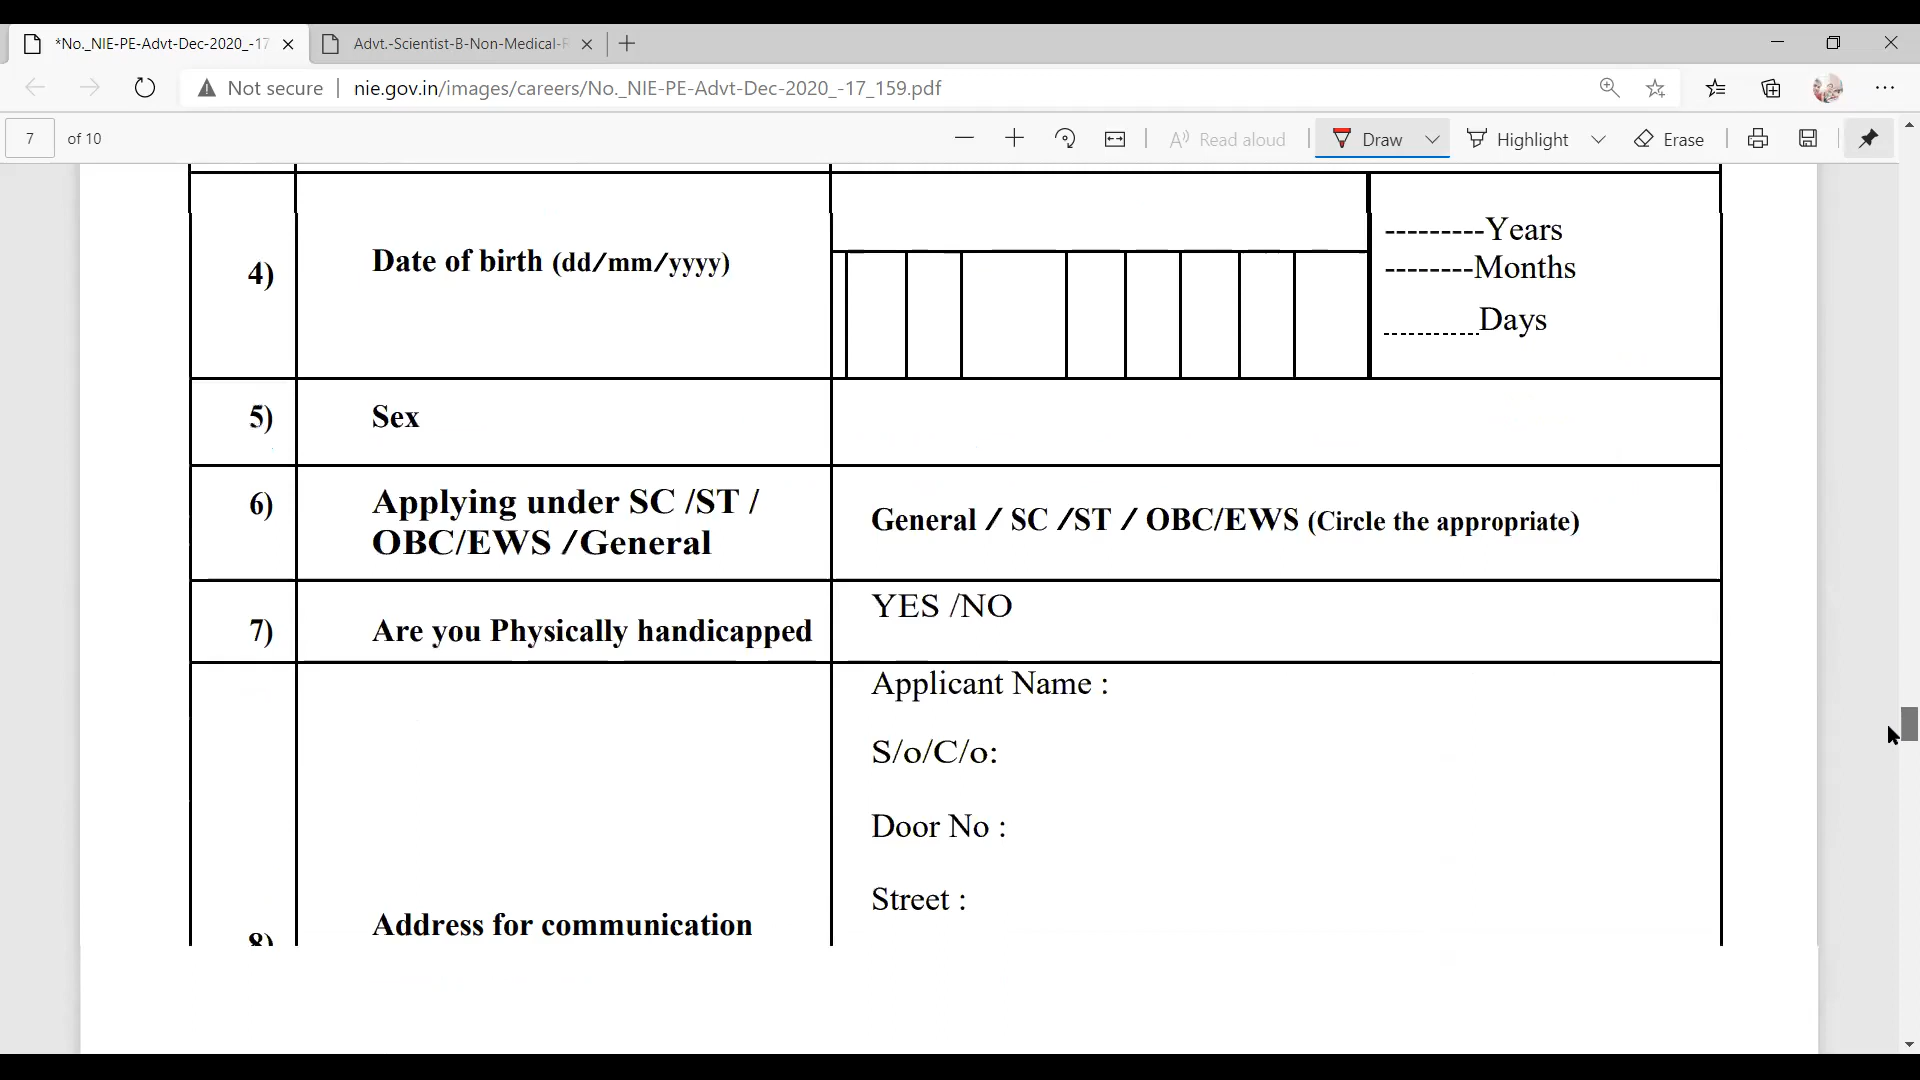 *No._NIE-PE-Advt-Dec-2020_-17
Advt.-Scientist-B-Non-Medical-
Not secure
nie.gov.in/images/careers/No._NIE-PE-Advt-Dec-2020_-17_159.pdf
7 of 10
Read aloud
Draw
Highlight
Erase
4)
Date of birth (dd/mm/yyyy)
---------Years
--------Months
...........Days
5)
Sex
6)
Applying under SC /ST /
OBC/EWS /General
General / SC /ST / OBC/EWS (Circle the appropriate)
7)
Are you Physically handicapped
YES /NO
Applicant Name :
S/o/C/o:
Door No :
Street :
8)
Address for communication